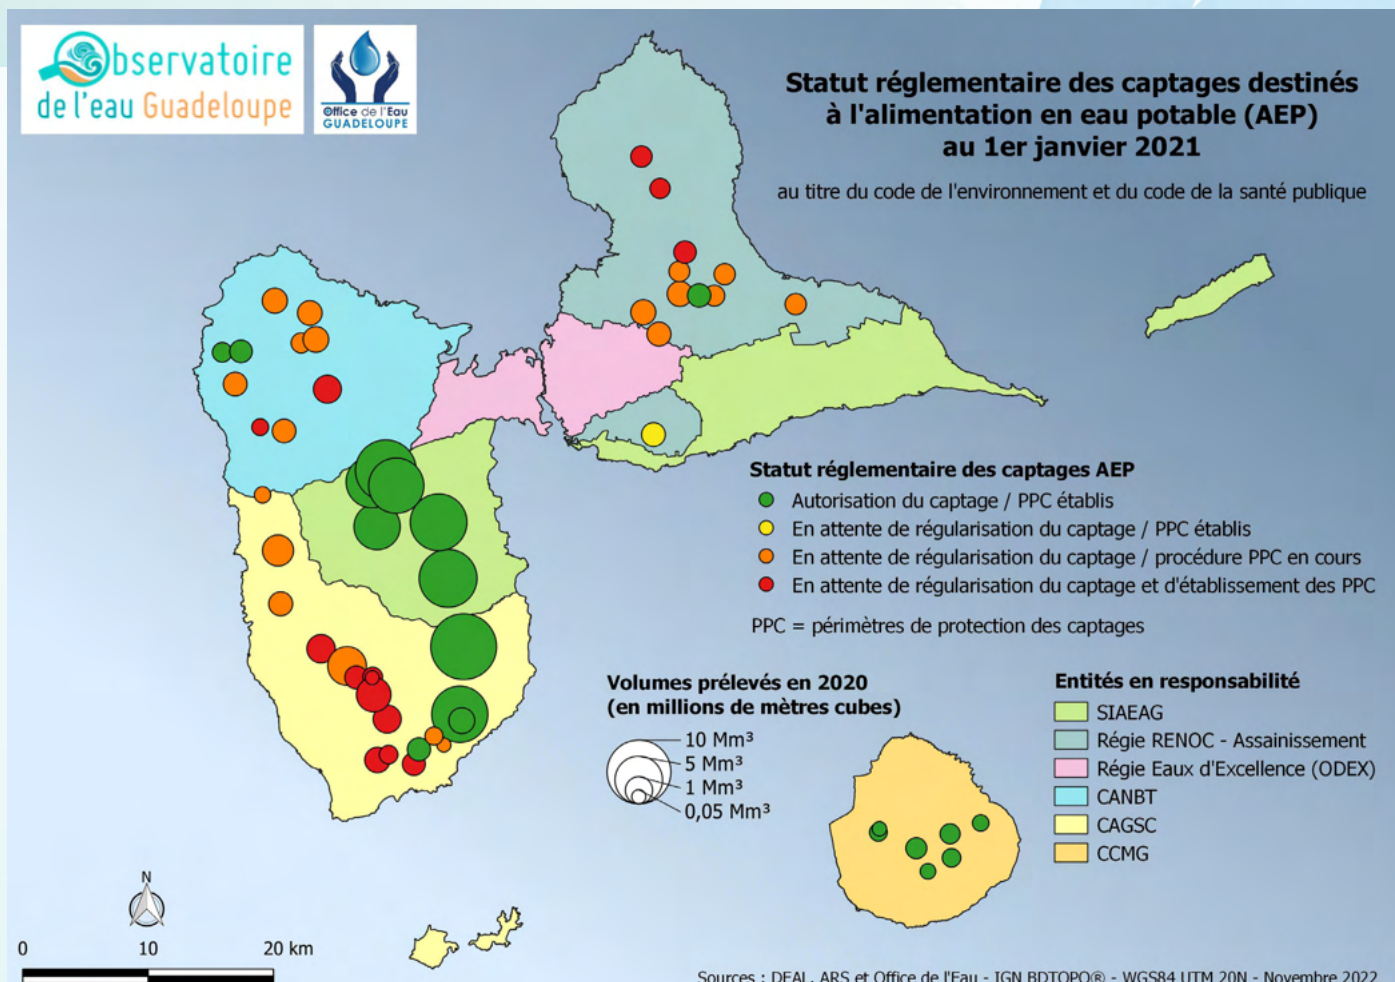 Observatoire
de l'eau Guadeloupe
Office de l'Eau
GUADELOUPE
Statut réglementaire des captages destinés
à l'alimentation en eau potable (AEP)
au 1er janvier 2021
au titre du code de l'environnement et du code de la santé publique
Statut réglementaire des captages AEP
Autorisation du captage / PPC établis
En attente de régularisation du captage / PPC établis
En attente de régularisation du captage / procédure PPC en cours
En attente de régularisation du captage et d'établissement des PPC
PPC = périmètres de protection des captages
Volumes prélevés en 2020
(en millions de mètres cubes)
10 Mm³
5 Mm³
1 Mm³
0,05 Mm³
Entités en responsabilité
SIAEAG
Régie RENOC - Assainissement
Régie Eaux d'Excellence (ODEX)
CANBT
CAGSC
CCMG
N
0 10 20 km
Sources : DEAL, ARS et Office de l'Eau - IGN BDTOPO® - WGS84 UTM 20N - Novembre 2022